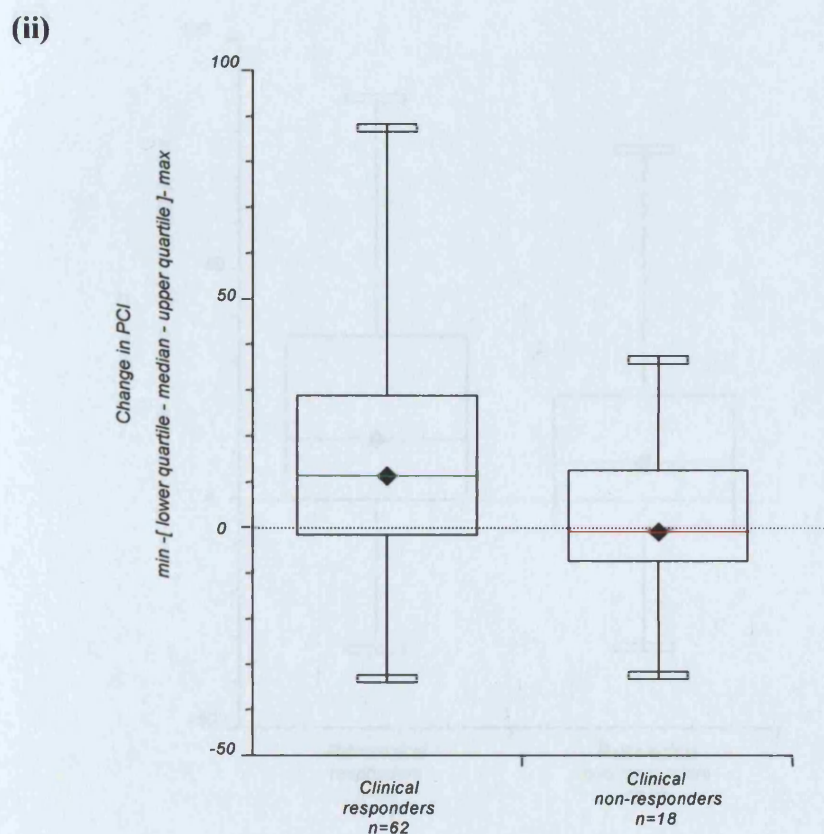 (ii)
100
50
0
-50
Change in PCI
min -[ lower quartile - median - upper quartile ]- max
Clinical
responders
n=62
Clinical
non-responders
n=18